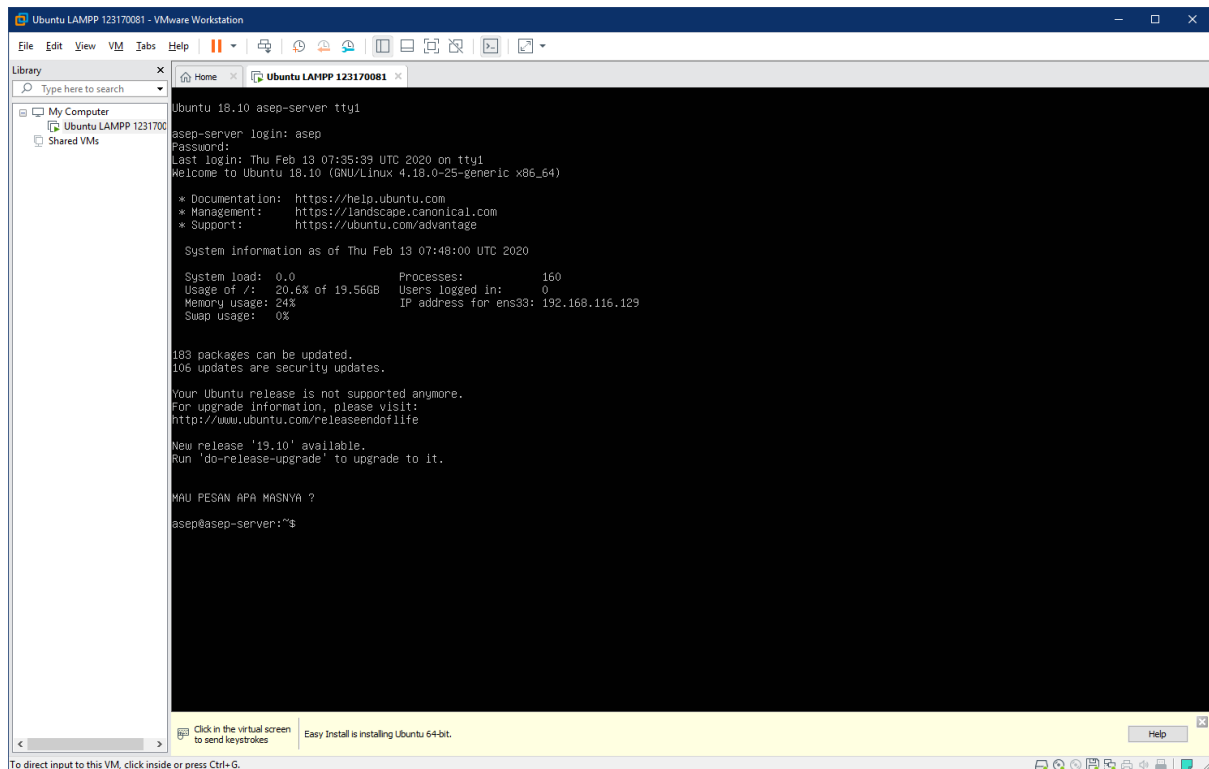 Ubuntu LAMPP 123170081 - VMware Workstation
File Edit View VM Tabs Help
Library
Type here to search
My Computer
Ubuntu LAMPP 1231700
Shared VMs
Home
Ubuntu LAMPP 123170081
Ubuntu 18.10 asep-server tty1
asep-server login: asep
Password:
Last login: Thu Feb 13 07:35:39 UTC 2020 on tty1
Welcome to Ubuntu 18.10 (GNU/Linux 4.18.0-25-generic x86_64)
* Documentation: https://help.ubuntu.com
* Management: https://landscape.canonical.com
* Support: https://ubuntu.com/advantage
System information as of Thu Feb 13 07:48:00 UTC 2020
System load: 0.0 Processes: 160
Usage of /: 20.6% of 19.56GB Users logged in: 0
Memory usage: 24% IP address for ens33: 192.168.116.129
Swap usage: 0%
183 packages can be updated.
106 updates are security updates.
Your Ubuntu release is not supported anymore.
For upgrade information, please visit:
http://www.ubuntu.com/releaseendoflife
New release '19.10' available.
Run 'do-release-upgrade' to upgrade to it.
MAU PESAN APA MASNYA ?
asep@asep-server:~$
Click in the virtual screen
to send keystrokes
Easy Install is installing Ubuntu 64-bit.
Help
To direct input to this VM, click inside or press Ctrl+G.